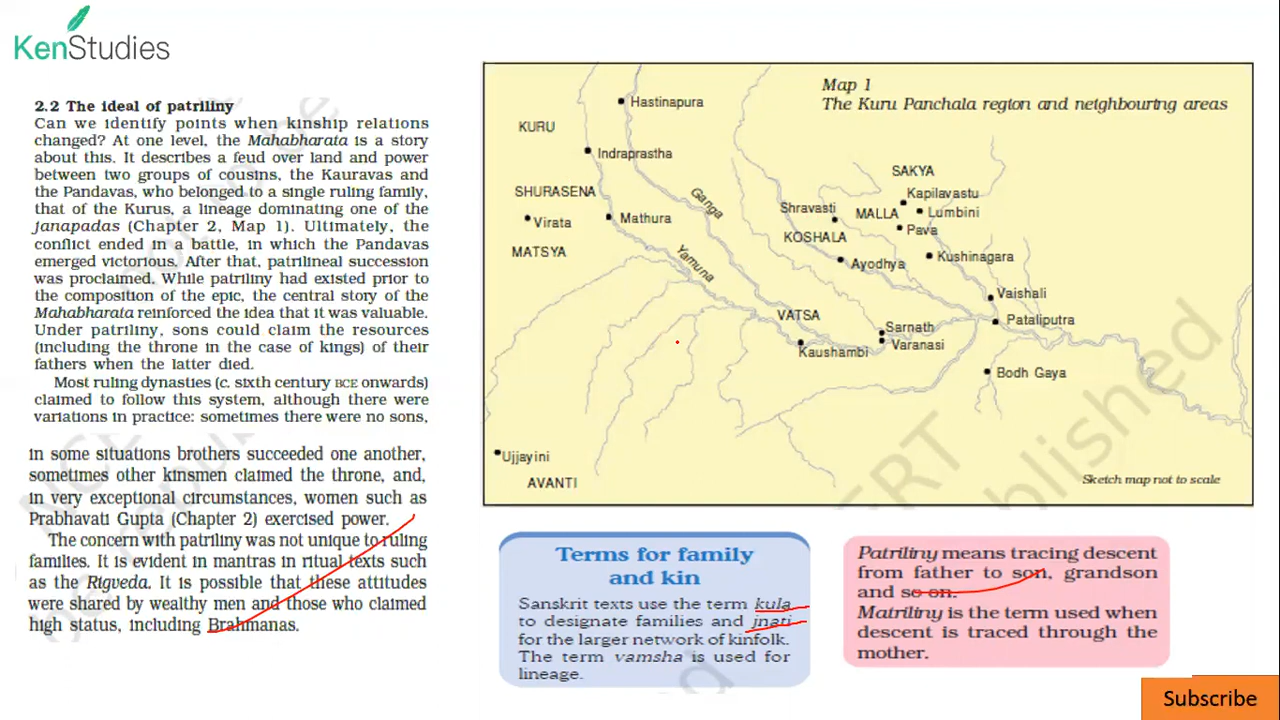 KenStudies
2.2 The ideal of patriliny
Can we identify points when kinship relations
changed? At one level, the Mahabharata is a story
about this. It describes a feud over land and power
between two groups of cousins, the Kauravas and
the Pandavas, who belonged to a single ruling family,
that of the Kurus, a lineage dominating one of the
janapadas (Chapter 2, Map 1). Ultimately, the
conflict ended in a battle, in which the Pandavas
emerged victorious. After that, patrilineal succession
was proclaimed. While patriliny had existed prior to
the composition of the epic, the central story of the
Mahabharata reinforced the idea that it was valuable.
Under patriliny, sons could claim the resources
(including the throne in the case of kings) of their
fathers when the latter died.
Most ruling dynasties (c. sixth century BCE onwards)
claimed to follow this system, although there were
variations in practice: sometimes there were no sons,
in some situations brothers succeeded one another,
sometimes other kinsmen claimed the throne, and,
in very exceptional circumstances, women such as
Prabhavati Gupta (Chapter 2) exercised power.
The concern with patriliny was not unique to ruling
families. It is evident in mantras in ritual texts such
as the Rigveda. It is possible that these attitudes
were shared by wealthy men and those who claimed
high status, including Brahmanas.
Map 1
The Kuru Panchala region and neighbouring areas
Hastinapura
KURU
Indraprastha
SAKYA
SHURASENA
Ganga
Kapilavastu
Shravasti
MALLA
Lumbini
Virata
Mathura
Pava
KOSHALA
MATSYA
Yamuna
Ayodhya
Kushinagara
Vaishali
VATSA
Pataliputra
Sarnath
Kaushambi
Varanasi
Bodh Gaya
Ujjayini
AVANTI
Sketch map not to scale
Terms for family
and kin
Sanskrit texts use the term kula
to designate families and jnati
for the larger network of kinfolk.
The term vamsha is used for
lineage.
Patriliny means tracing descent
from father to son, grandson
and so on.
Matriliny is the term used when
descent is traced through the
mother.
Subscribe